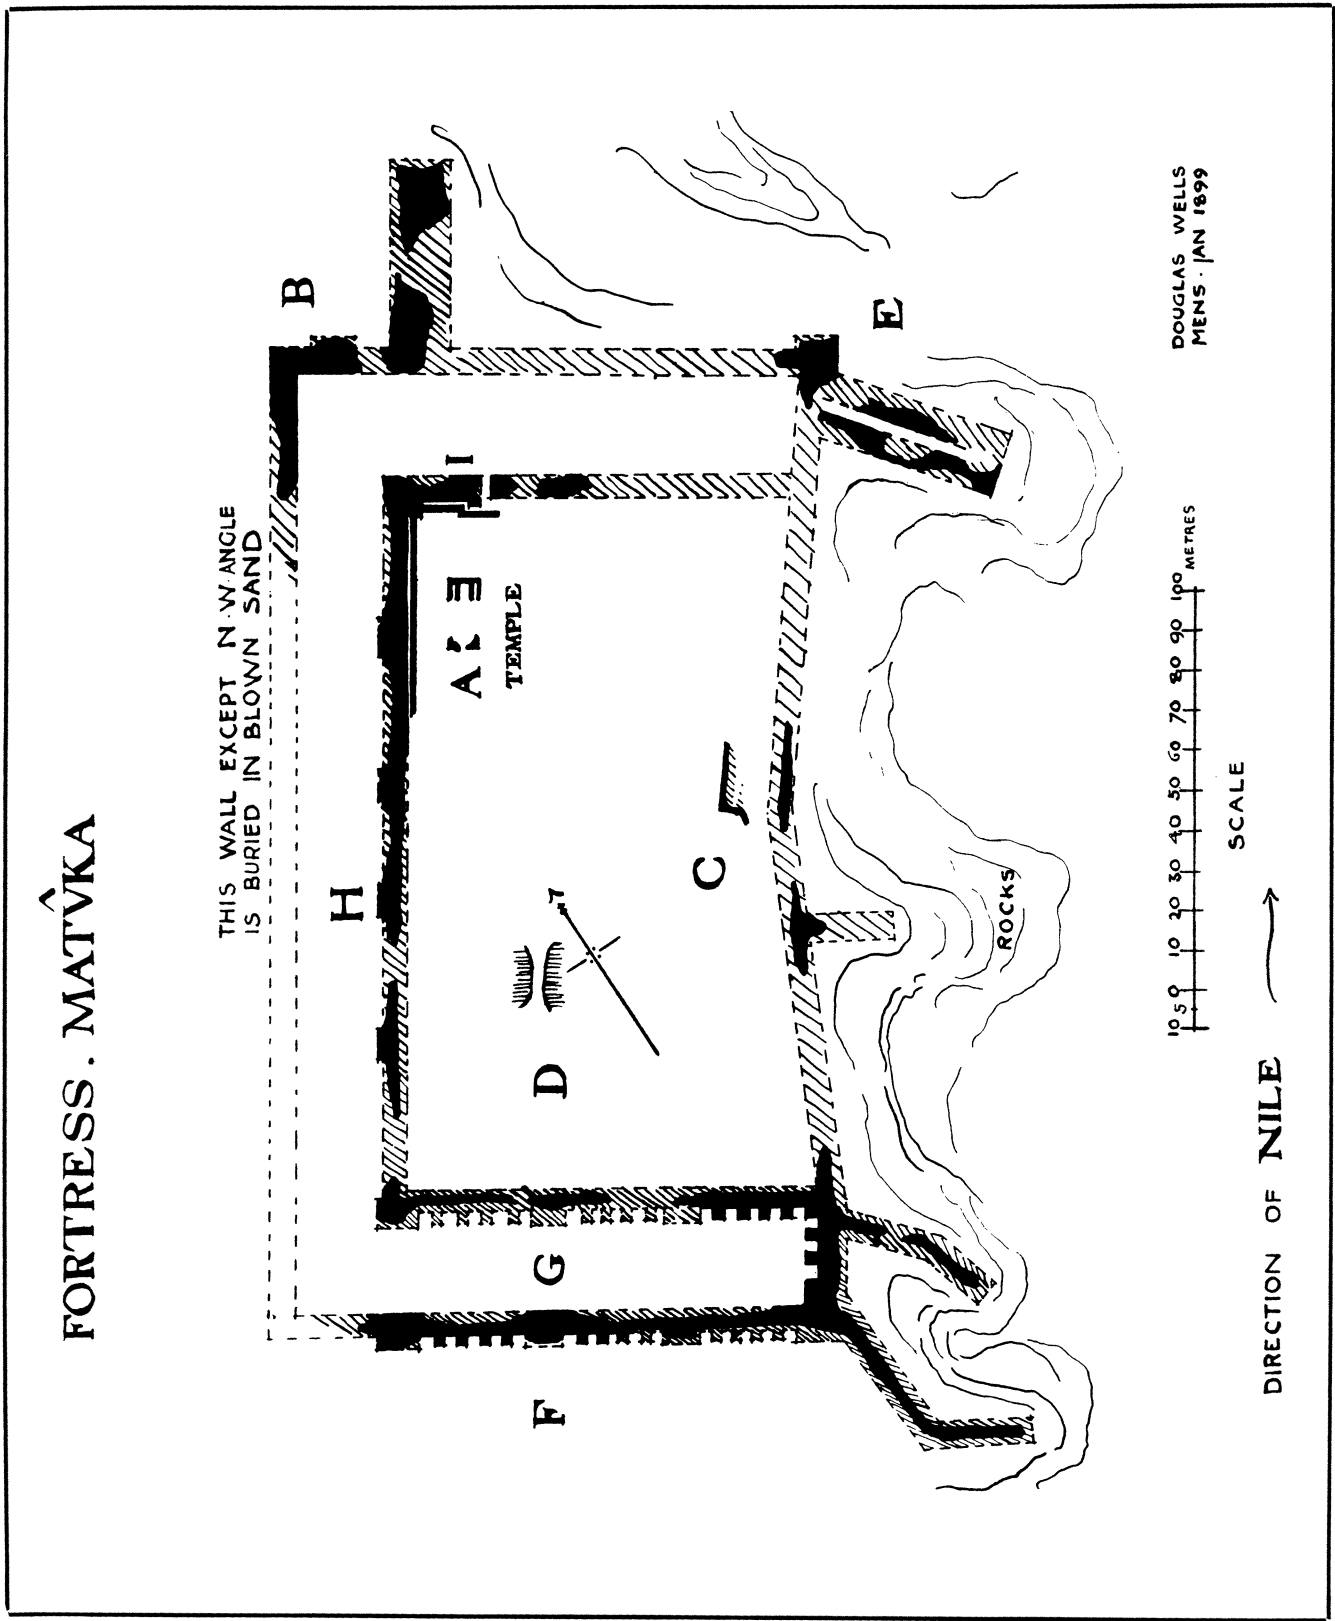 FORTRESS. MATÛKA
THIS WALL EXCEPT N.W ANGLE
IS BURIED IN BLOWN SAND
B
H
I
A
TEMPLE
D
C
E
G
F
ROCKS
DOUGLAS WELLS
MENS. JAN 1899
10 5 0 10 20 30 40 50 60 70 80 90 100 METRES
SCALE
DIRECTION OF NILE